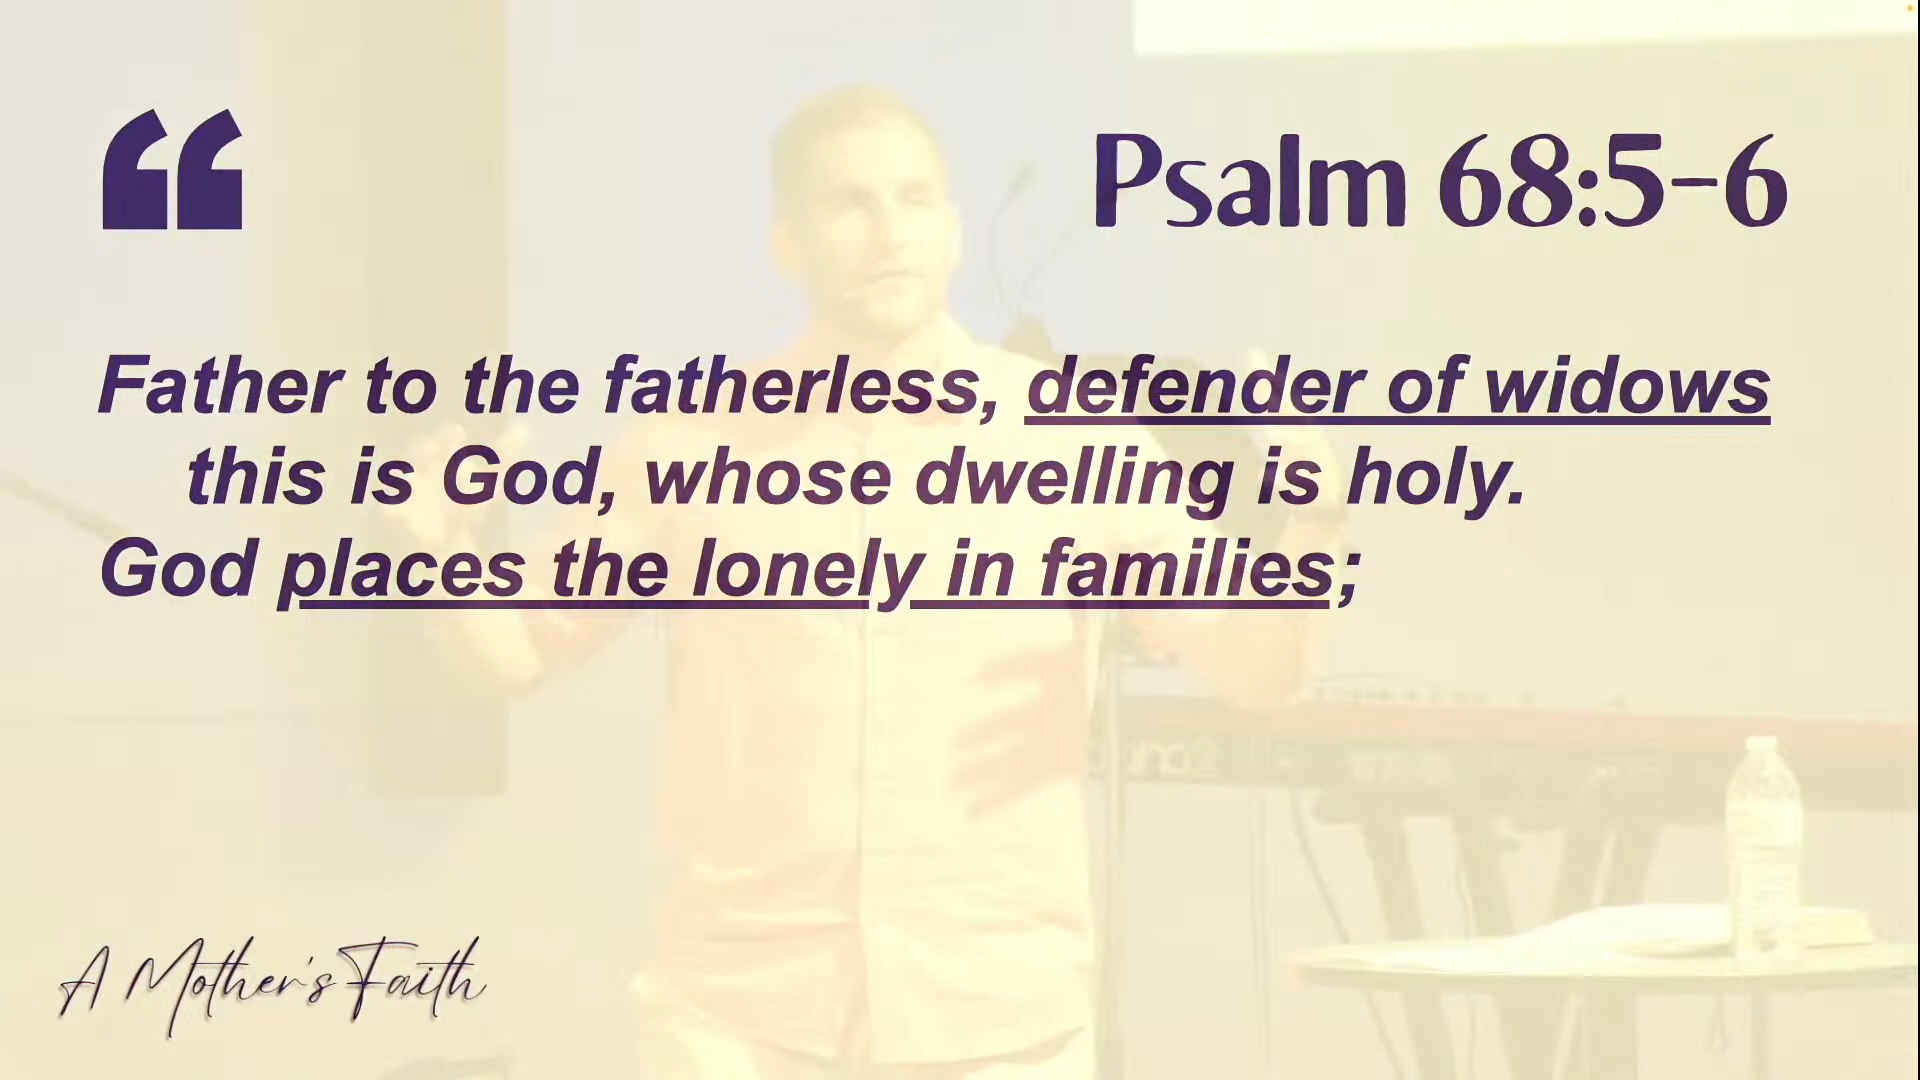 “
Psalm 68:5-6
Father to the fatherless, defender of widows
this is God, whose dwelling is holy.
God places the lonely in families;
A Mother's Faith